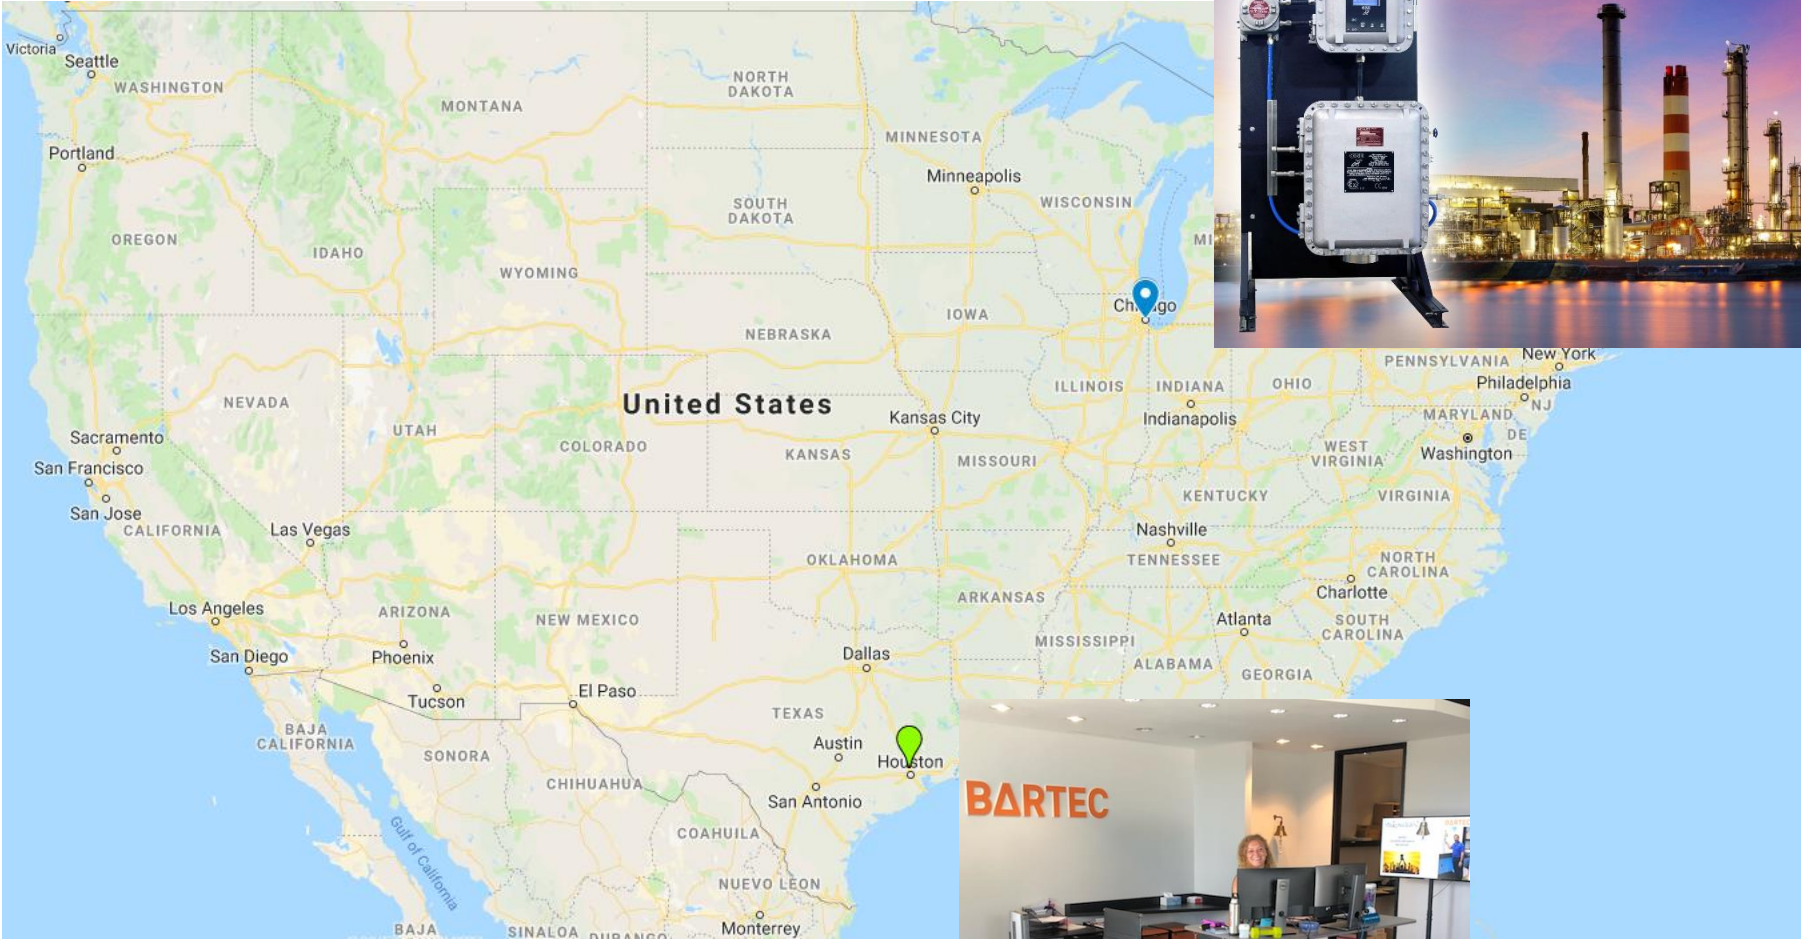 Victoria
Seattle
WASHINGTON
MONTANA
NORTH
DAKOTA
MINNESOTA
Portland
Minneapolis
SOUTH
DAKOTA
WISCONSIN
MI
OREGON
IDAHO
WYOMING
Chicago
IOWA
NEBRASKA
PENNSYLVANIA
New York
ILLINOIS
INDIANA
OHIO
Philadelphia
NJ
United States
NEVADA
Kansas City
Indianapolis
MARYLAND
DE
UTAH
Sacramento
COLORADO
KANSAS
MISSOURI
WEST
VIRGINIA
Washington
San Francisco
KENTUCKY
VIRGINIA
San Jose
CALIFORNIA
Las Vegas
Nashville
TENNESSEE
OKLAHOMA
NORTH
CAROLINA
Charlotte
ARKANSAS
Los Angeles
ARIZONA
NEW MEXICO
Atlanta
SOUTH
CAROLINA
MISSISSIPPI
San Diego
Phoenix
Dallas
ALABAMA
GEORGIA
Tucson
El Paso
TEXAS
BAJA
CALIFORNIA
SONORA
Austin
Houston
CHIHUAHUA
San Antonio
BARTEC
COAHUILA
Gulf of California
NUEVO LEON
BAJA
SINALOA
DURANGO
Monterrey